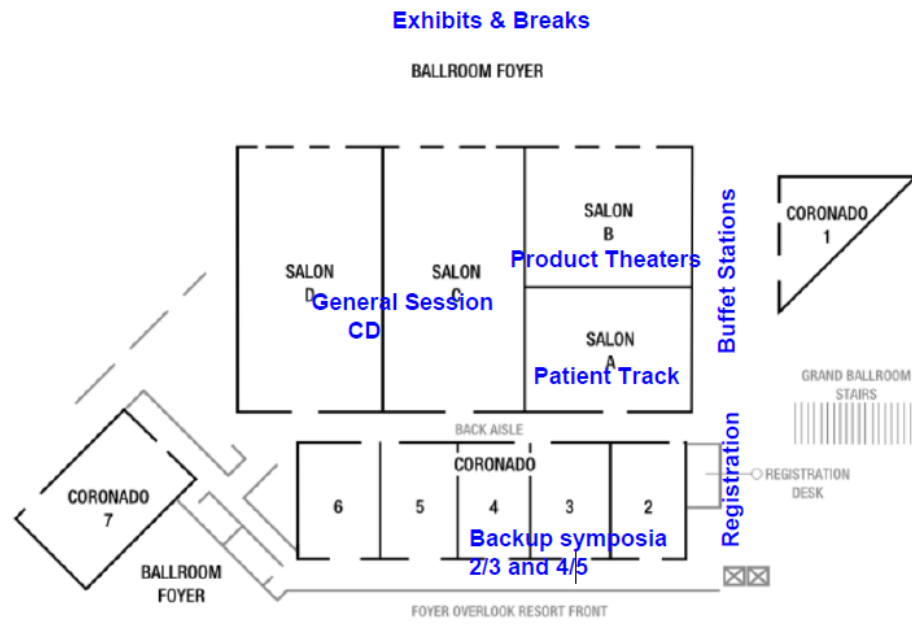 Exhibits & Breaks
BALLROOM FOYER
SALON
D
SALON
C
General Session
CD
SALON
B
Product Theaters
SALON
A
Patient Track
Buffet Stations
CORONADO
1
GRAND BALLROOM
STAIRS
BACK AISLE
Registration
REGISTRATION
DESK
CORONADO
7
CORONADO
6
5
4
3
2
Backup symposia
2/3 and 4/5
BALLROOM
FOYER
FOYER OVERLOOK RESORT FRONT